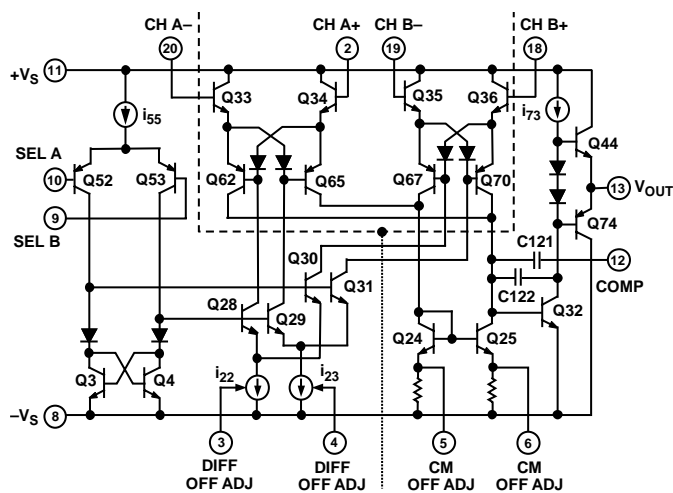 CH A– CH A+ CH B– CH B+
20 2 19 18
11
+VS
Q33 Q34 Q35 Q36
i55 i73
Q44
SEL A
10 Q52 Q53 Q62 Q65 Q67 Q70
13 VOUT
9 Q74
SEL B
C121
12
Q30 C122 COMP
Q31
Q28 Q29 Q32
Q24 Q25
Q3 Q4 i22 i23
–VS 8
3 4 5 6
DIFF DIFF CM CM
OFF ADJ OFF ADJ OFF ADJ OFF ADJ